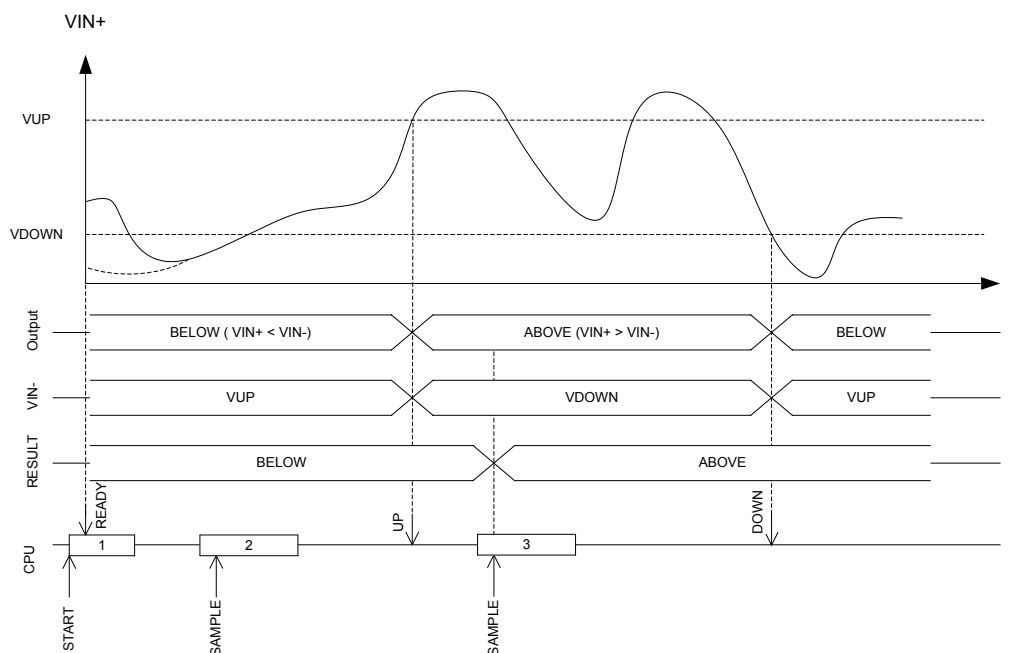 VIN+
VUP
VDOWN
Output
BELOW ( VIN+ < VIN-)
ABOVE (VIN+ > VIN-)
BELOW
VIN-
VUP
VDOWN
VUP
RESULT
BELOW
ABOVE
READY
UP
DOWN
CPU
1
2
3
START
SAMPLE
SAMPLE